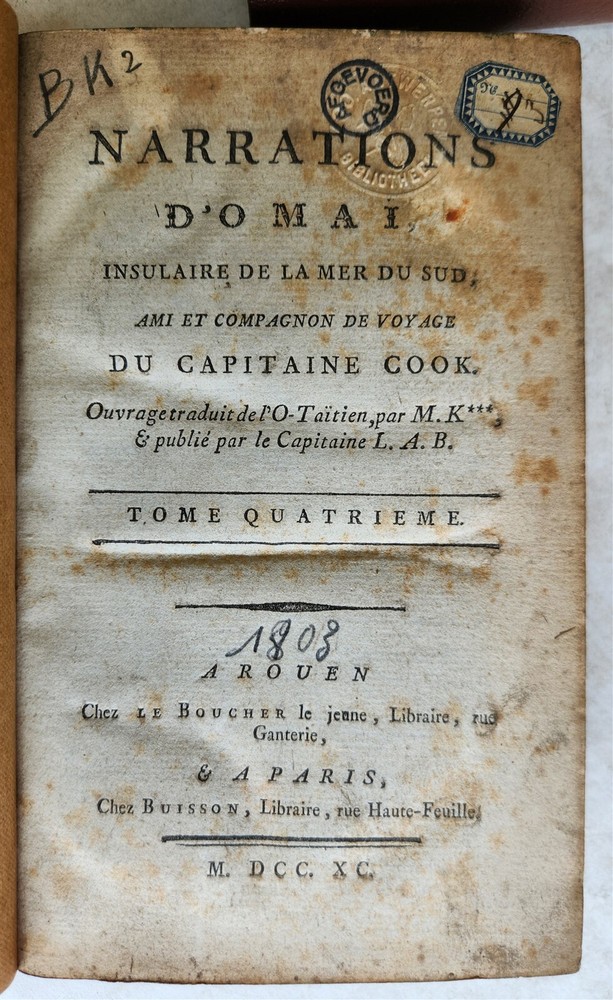 BK2
AFGEVOERD
BIBLIOTHEEK
No
NARRATIONS
D'OMAI,
INSULAIRE DE LA MER DU SUD,
AMI ET COMPAGNON DE VOYAGE
DU CAPITAINE COOK.
Ouvrage traduit de l'O-Taïtien, par M. K***,
& publié par le Capitaine L. A. B.
TOME QUATRIEME.
1803
A ROUEN
Chez LE BOUCHER le jeune, Libraire, rue
Ganterie,
& A PARIS,
Chez BUISSON, Libraire, rue Haute-Feuille,
M. DCC. XC.